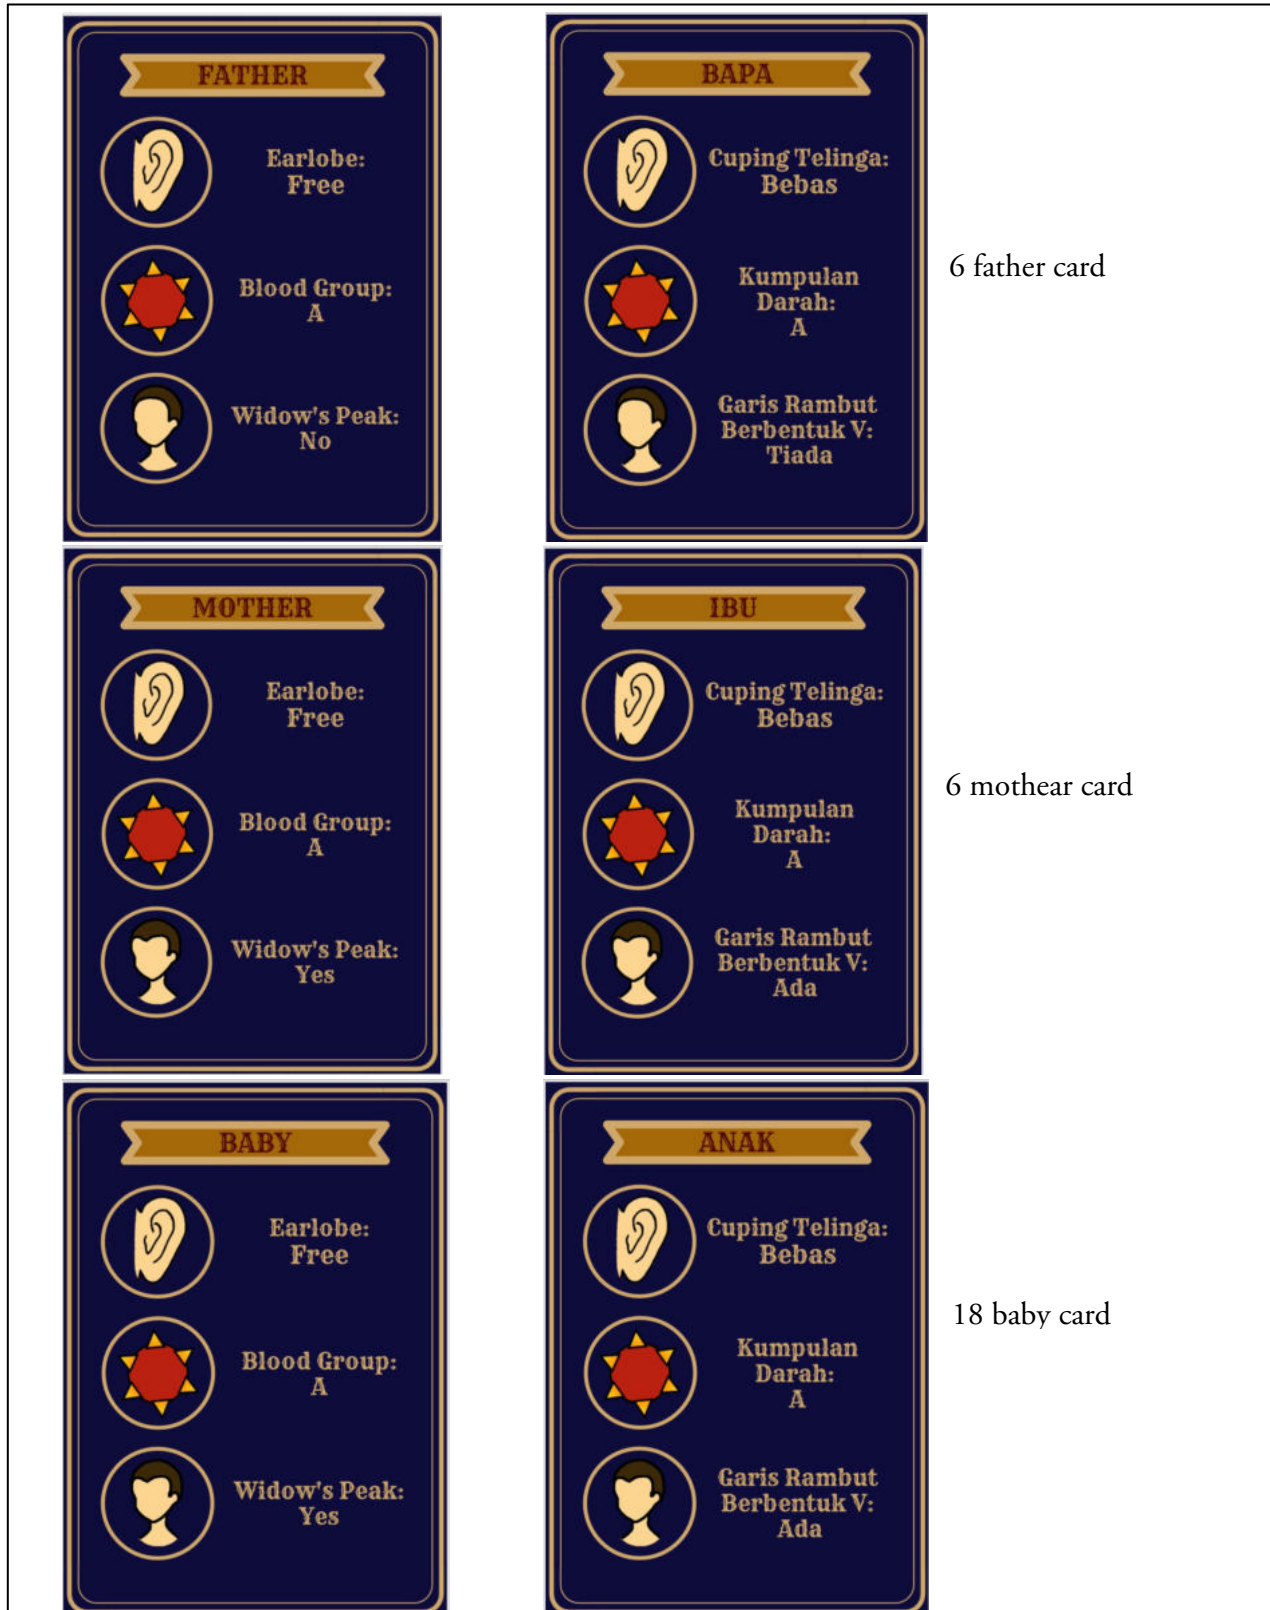 FATHER
Earlobe:
Free
Blood Group:
A
Widow's Peak:
No
BAPA
Cuping Telinga:
Bebas
Kumpulan
Darah:
A
Garis Rambut
Berbentuk V:
Tiada
6 father card
MOTHER
Earlobe:
Free
Blood Group:
A
Widow's Peak:
Yes
IBU
Cuping Telinga:
Bebas
Kumpulan
Darah:
A
Garis Rambut
Berbentuk V:
Ada
6 mothear card
BABY
Earlobe:
Free
Blood Group:
A
Widow's Peak:
Yes
ANAK
Cuping Telinga:
Bebas
Kumpulan
Darah:
A
Garis Rambut
Berbentuk V:
Ada
18 baby card